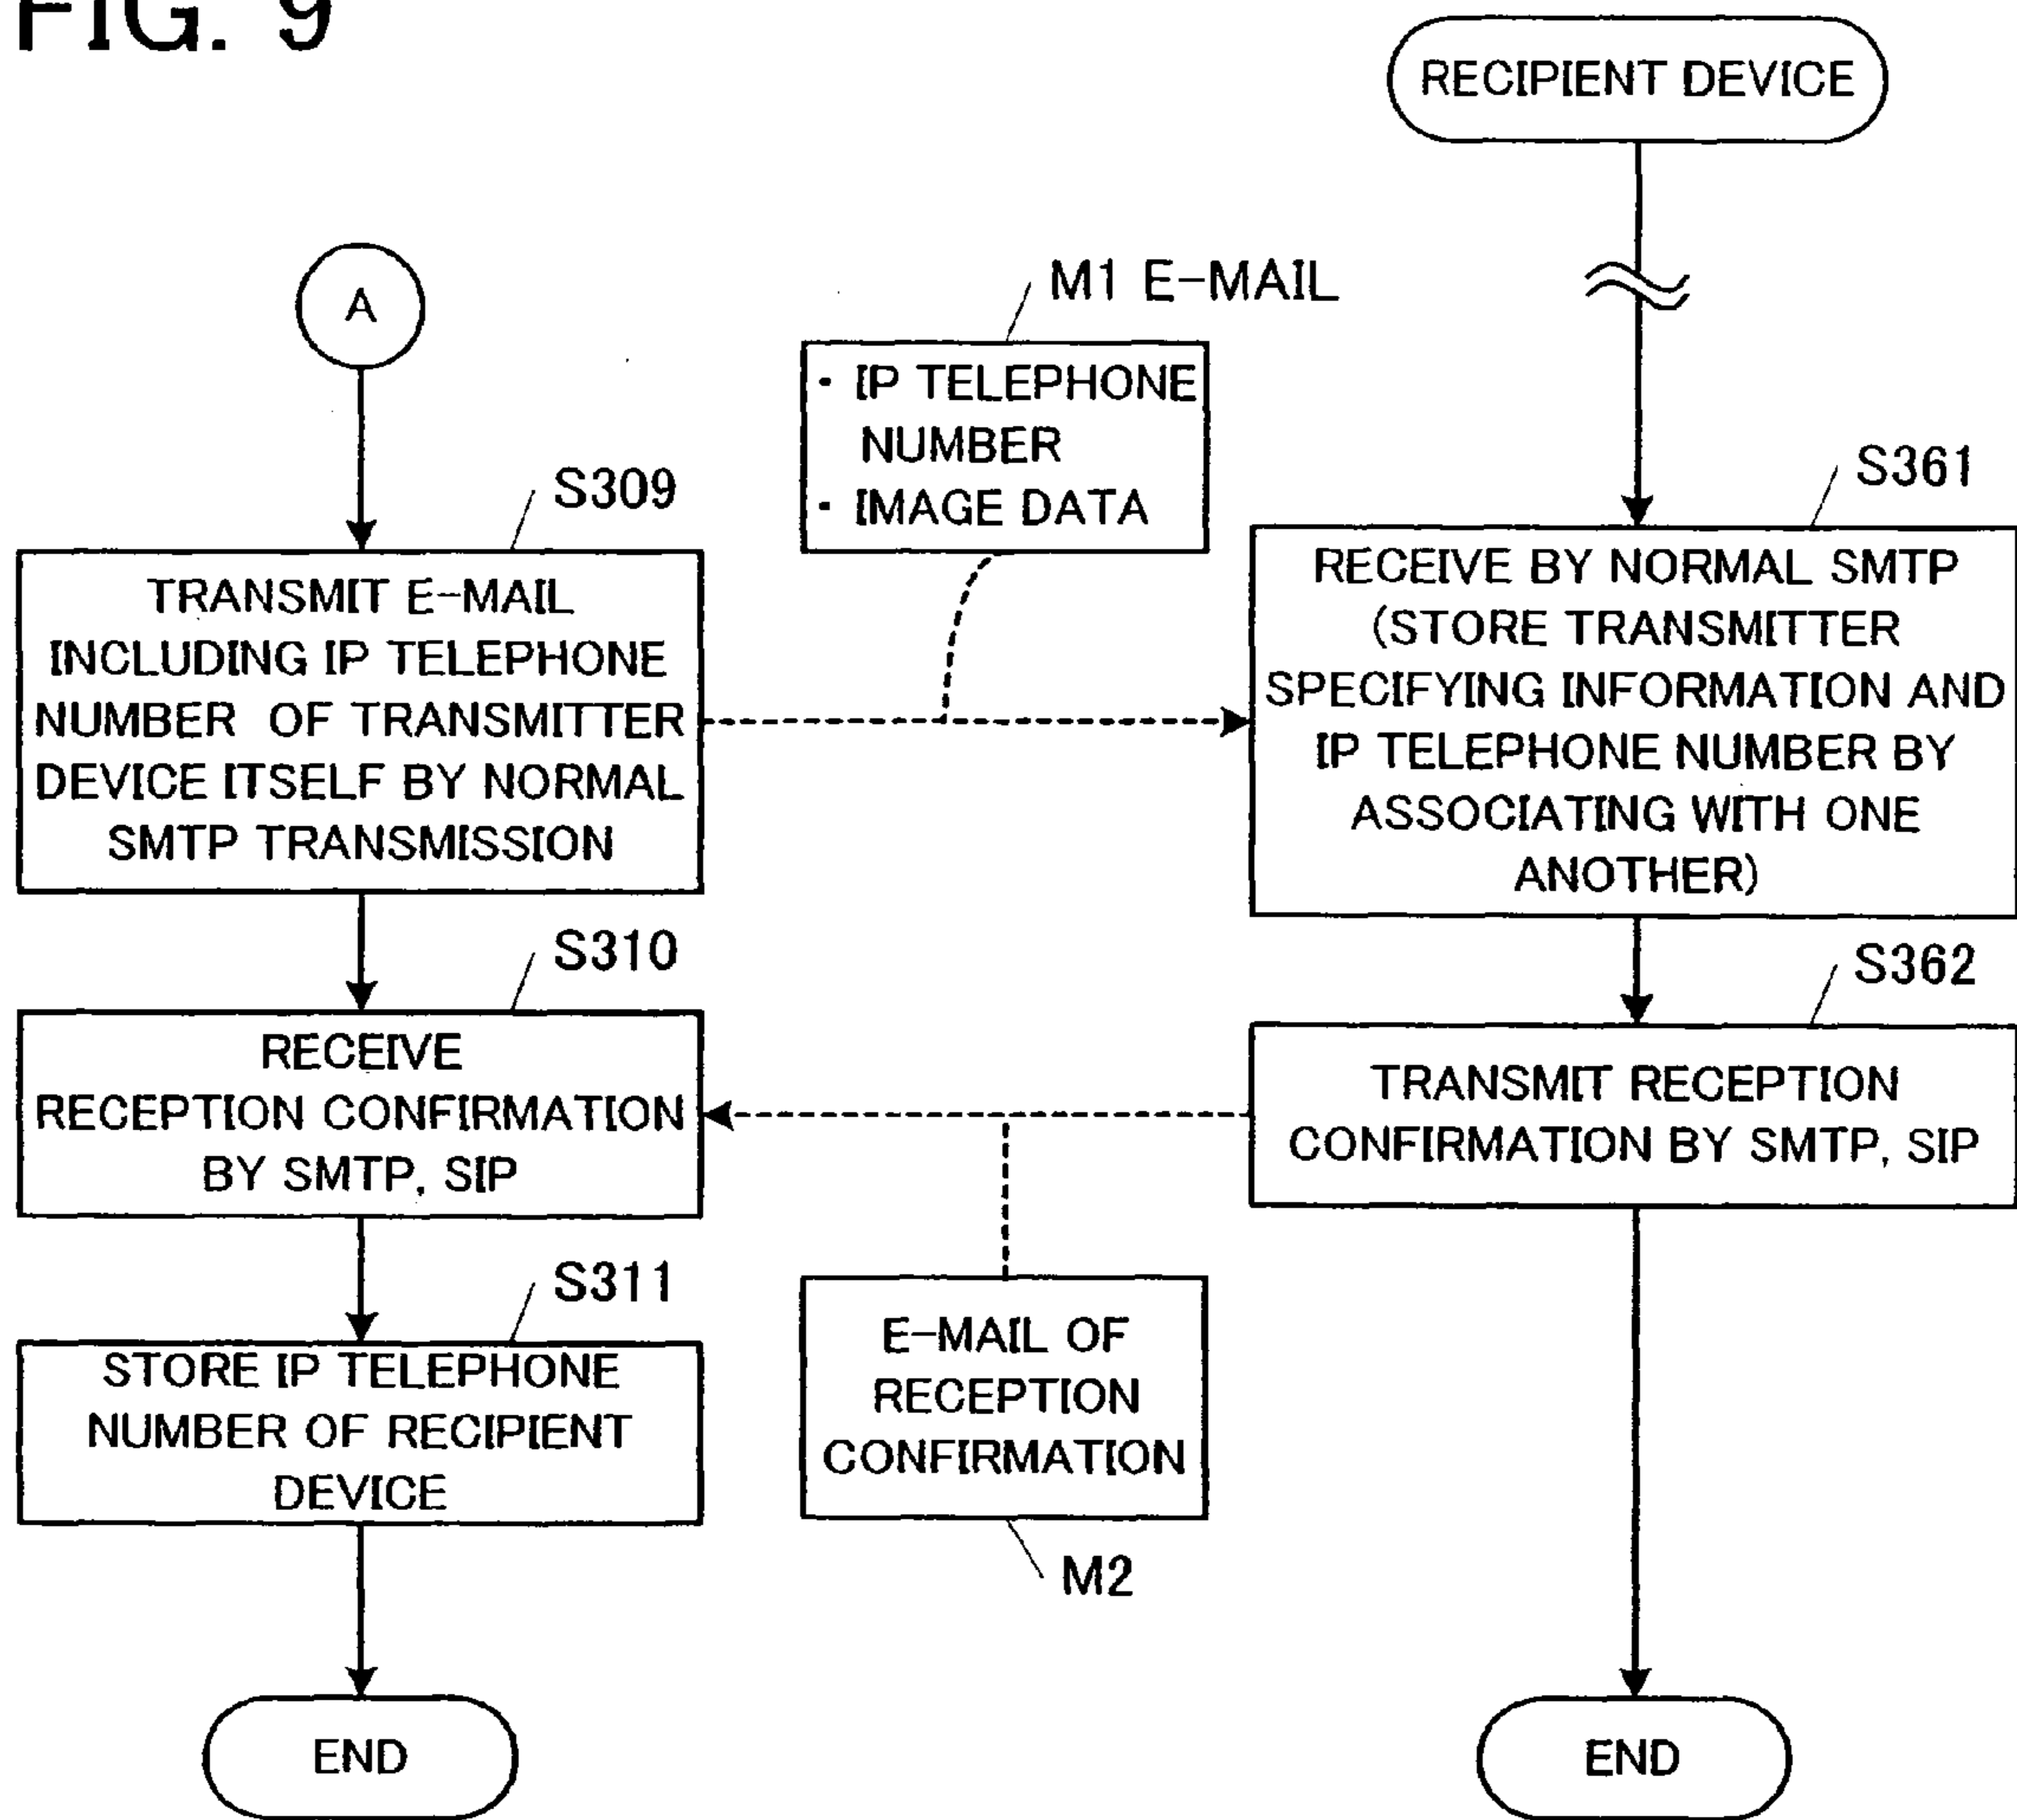 FIG. 9
RECIPIENT DEVICE
A
M1 E-MAIL
· IP TELEPHONE
NUMBER
· IMAGE DATA
S309
TRANSMIT E-MAIL
INCLUDING IP TELEPHONE
NUMBER OF TRANSMITTER
DEVICE ITSELF BY NORMAL
SMTP TRANSMISSION
S361
RECEIVE BY NORMAL SMTP
(STORE TRANSMITTER
SPECIFYING INFORMATION AND
IP TELEPHONE NUMBER BY
ASSOCIATING WITH ONE
ANOTHER)
S310
RECEIVE
RECEPTION CONFIRMATION
BY SMTP, SIP
S362
TRANSMIT RECEPTION
CONFIRMATION BY SMTP, SIP
S311
STORE IP TELEPHONE
NUMBER OF RECIPIENT
DEVICE
E-MAIL OF
RECEPTION
CONFIRMATION
M2
END
END